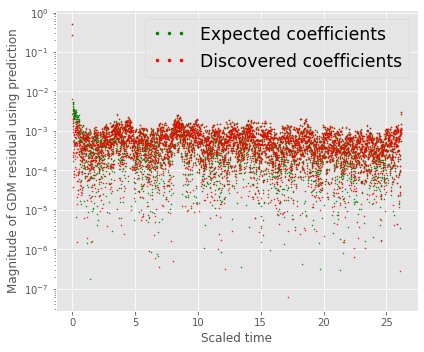 Expected coefficients
Discovered coefficients
Magnitude of GDM residual using prediction
10⁰
10⁻¹
10⁻²
10⁻³
10⁻⁴
10⁻⁵
10⁻⁶
10⁻⁷
0 5 10 15 20 25
Scaled time